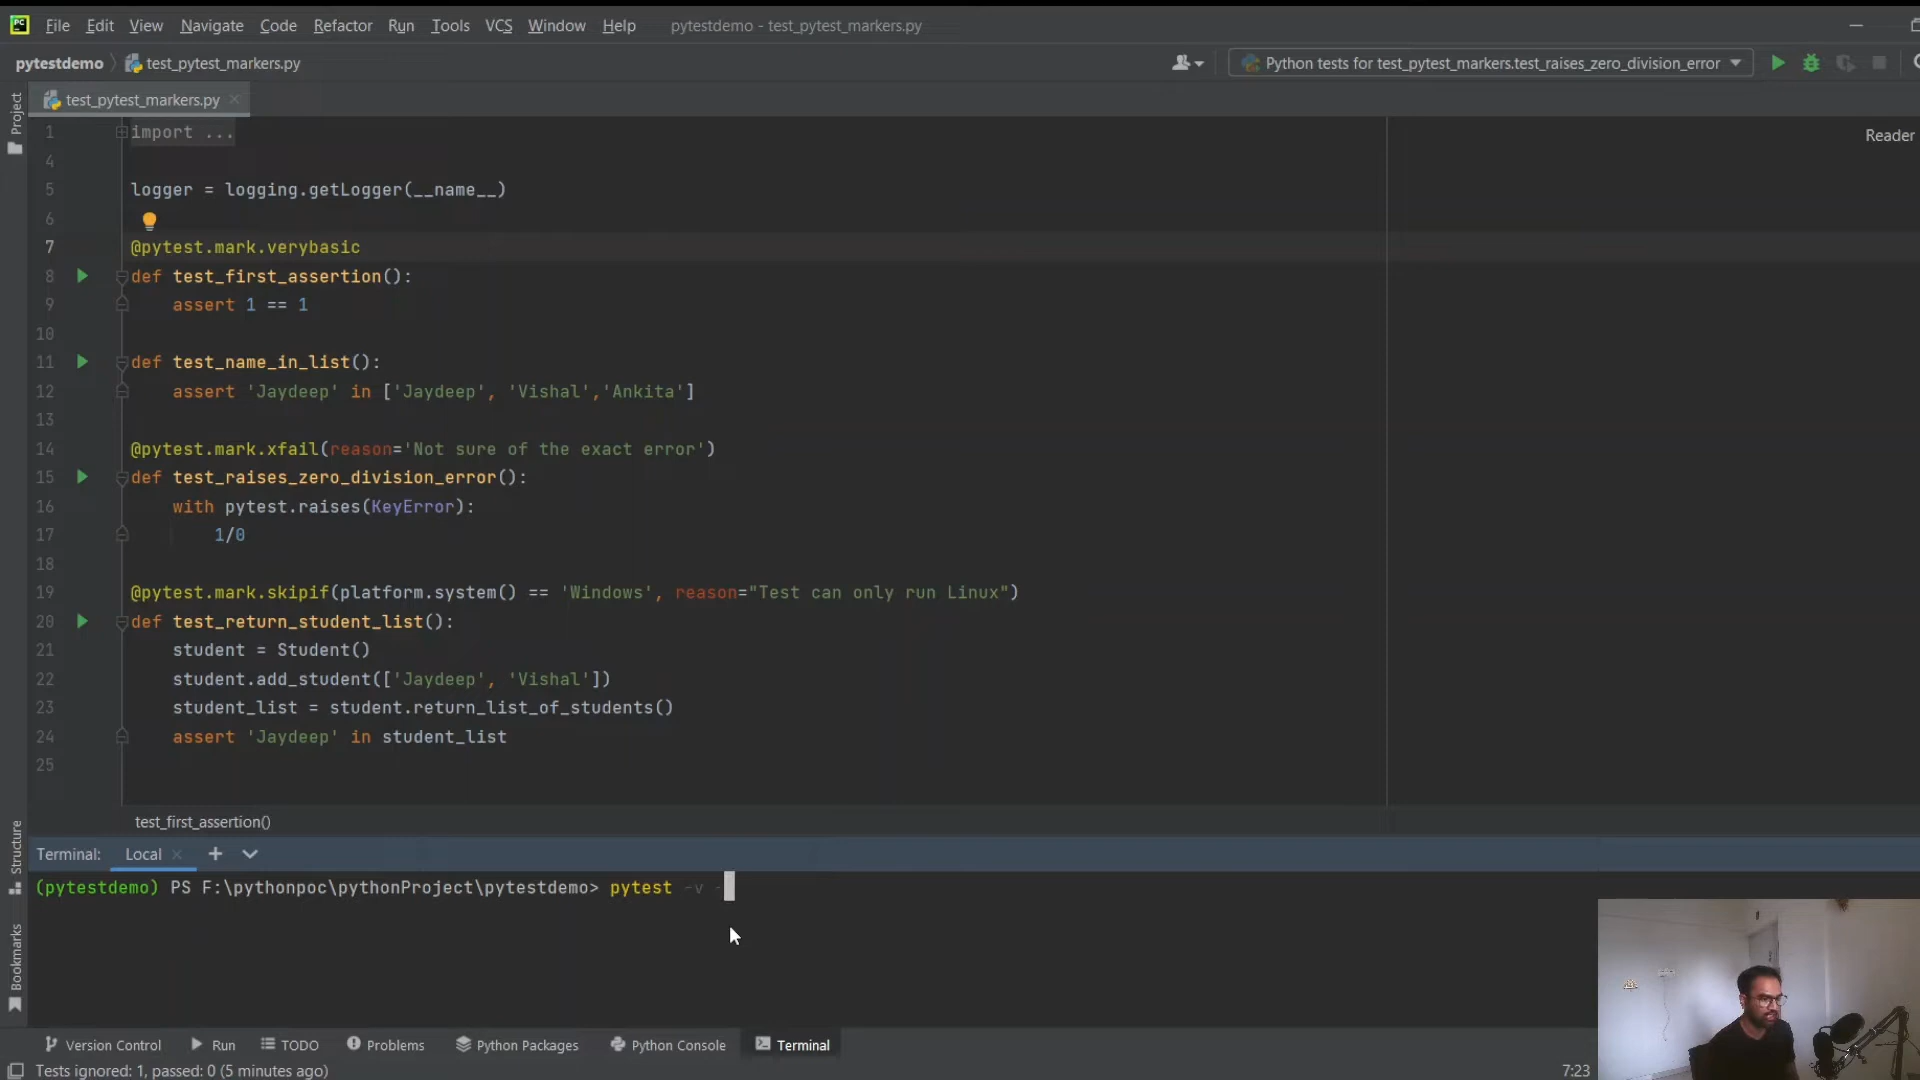 PC File Edit View Navigate Code Refactor Run Tools VCS Window Help pytestdemo - test_pytest_markers.py
pytestdemo test_pytest_markers.py Python tests for test_pytest_markers.test_raises_zero_division_error
Project
test_pytest_markers.py
1 import ...
Reader
4
5 logger = logging.getLogger(__name__)
6
7 @pytest.mark.verybasic
8 def test_first_assertion():
9 assert 1 == 1
10
11 def test_name_in_list():
12 assert 'Jaydeep' in ['Jaydeep', 'Vishal','Ankita']
13
14 @pytest.mark.xfail(reason='Not sure of the exact error')
15 def test_raises_zero_division_error():
16 with pytest.raises(KeyError):
17 1/0
18
19 @pytest.mark.skipif(platform.system() == 'Windows', reason="Test can only run Linux")
20 def test_return_student_list():
21 student = Student()
22 student.add_student(['Jaydeep', 'Vishal'])
23 student_list = student.return_list_of_students()
24 assert 'Jaydeep' in student_list
25
test_first_assertion()
Structure
Terminal: Local
(pytestdemo) PS F:\pythonpoc\pythonProject\pytestdemo> pytest -v -
Bookmarks
Version Control Run TODO Problems Python Packages Python Console Terminal
Tests ignored: 1, passed: 0 (5 minutes ago) 7:23